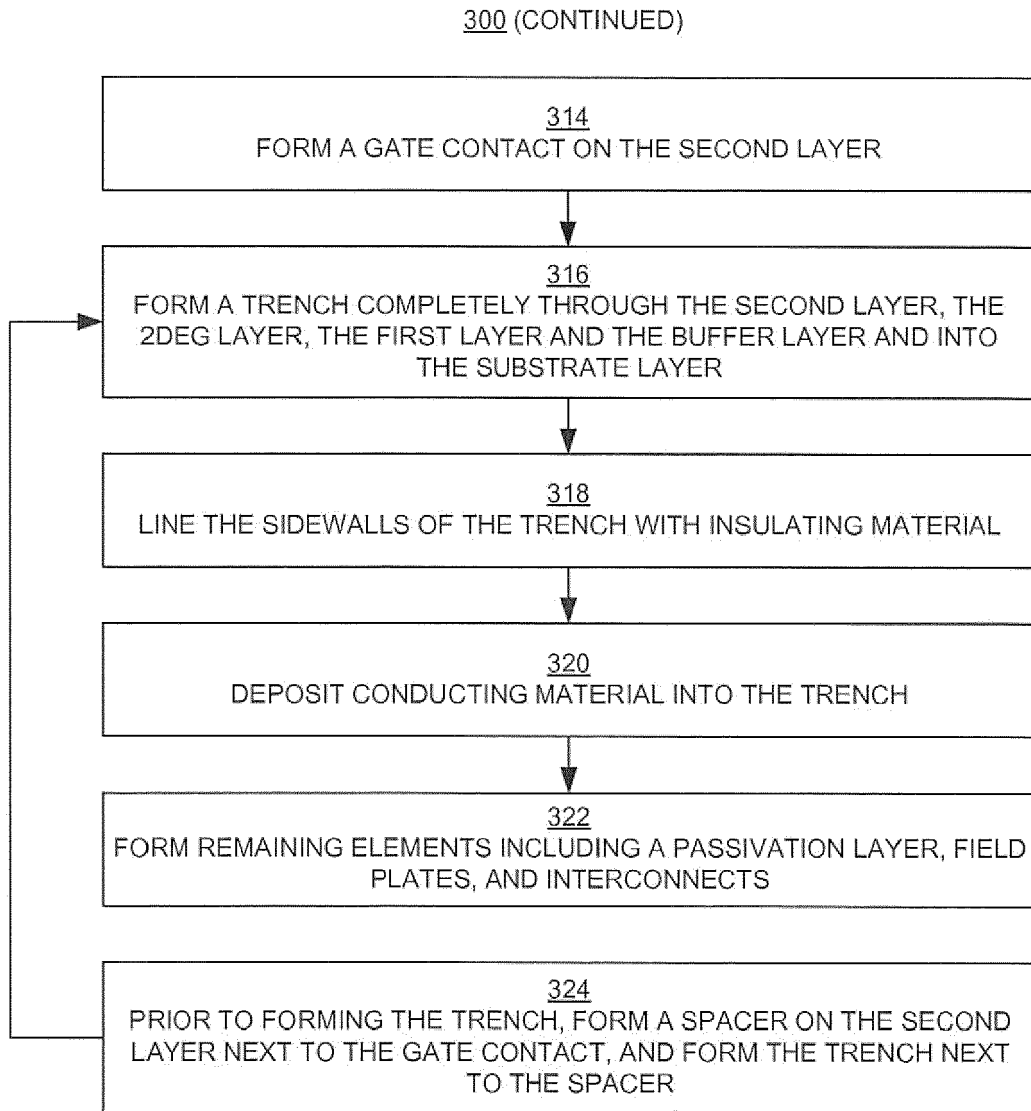 300 (CONTINUED)
314
FORM A GATE CONTACT ON THE SECOND LAYER
316
FORM A TRENCH COMPLETELY THROUGH THE SECOND LAYER, THE
2DEG LAYER, THE FIRST LAYER AND THE BUFFER LAYER AND INTO
THE SUBSTRATE LAYER
318
LINE THE SIDEWALLS OF THE TRENCH WITH INSULATING MATERIAL
320
DEPOSIT CONDUCTING MATERIAL INTO THE TRENCH
322
FORM REMAINING ELEMENTS INCLUDING A PASSIVATION LAYER, FIELD
PLATES, AND INTERCONNECTS
324
PRIOR TO FORMING THE TRENCH, FORM A SPACER ON THE SECOND
LAYER NEXT TO THE GATE CONTACT, AND FORM THE TRENCH NEXT
TO THE SPACER